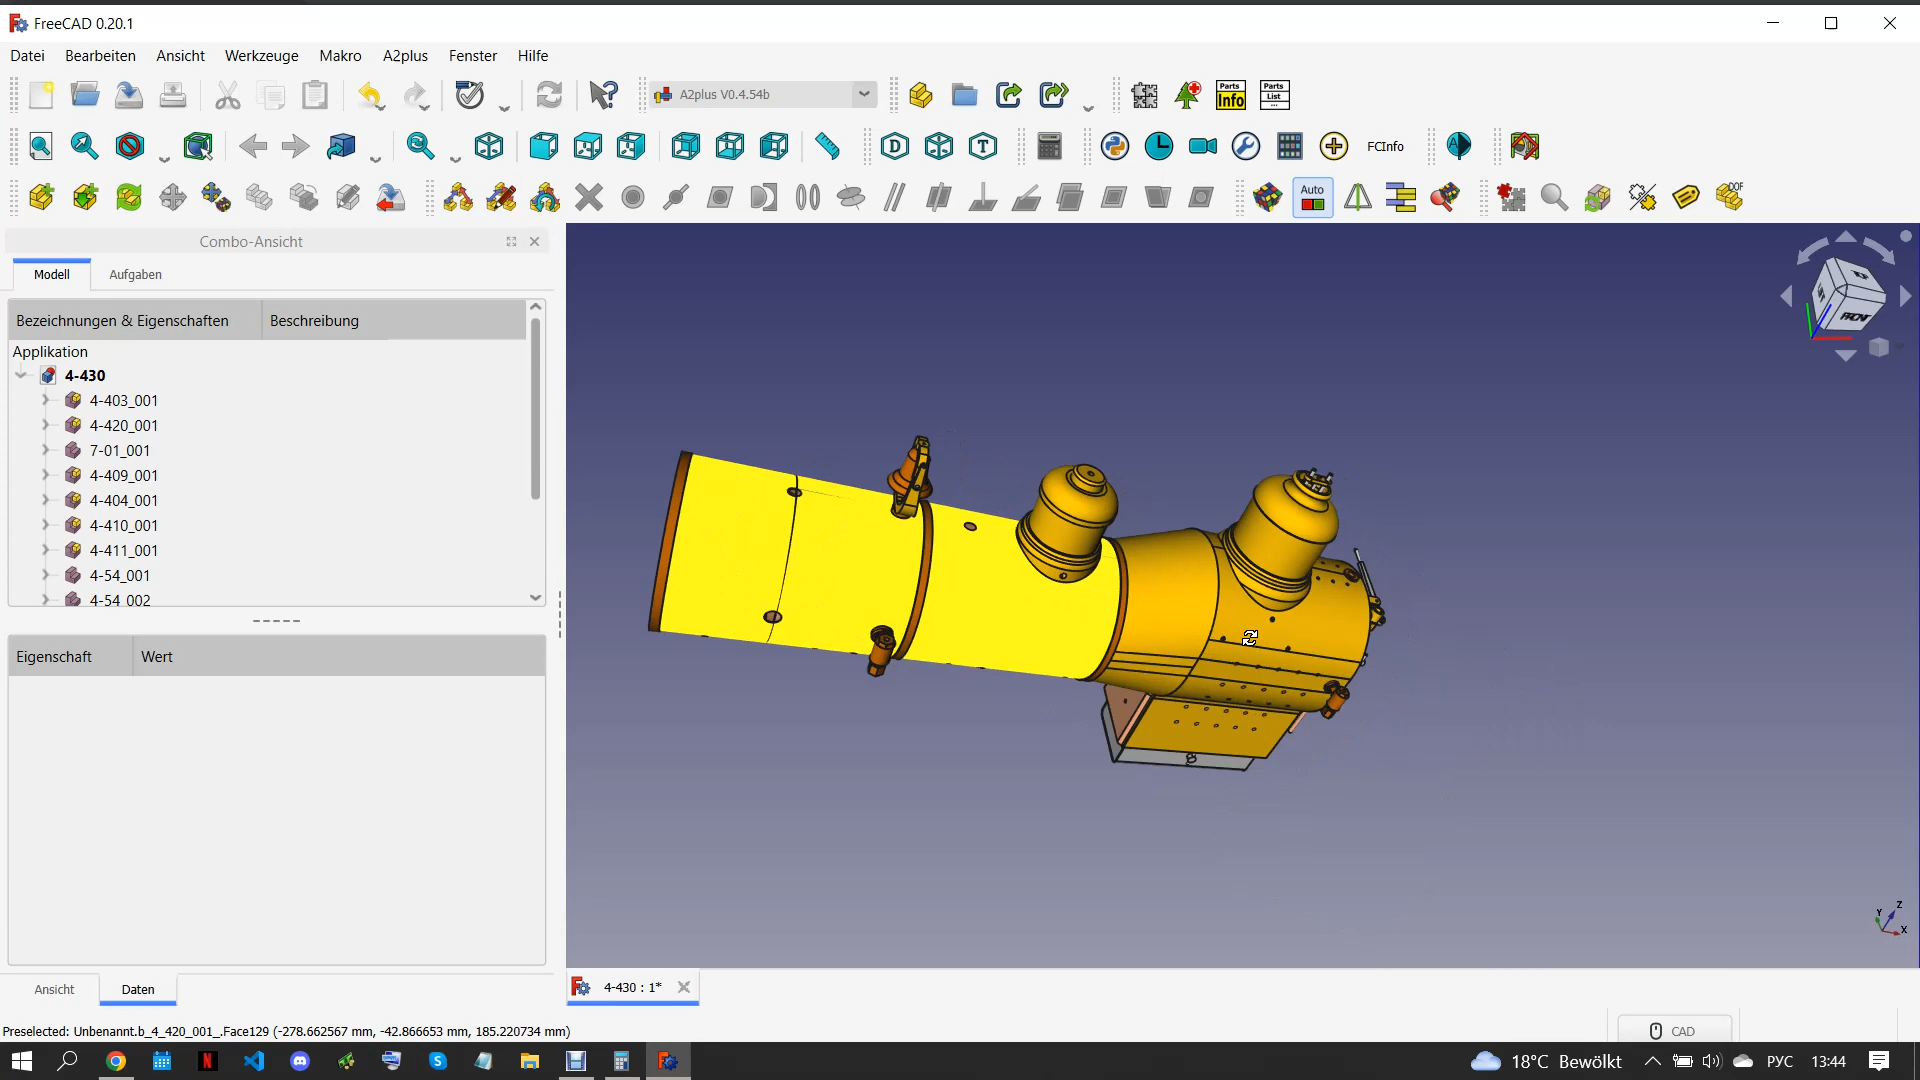 FreeCAD 0.20.1
Datei Bearbeiten Ansicht Werkzeuge Makro A2plus Fenster Hilfe
A2plus V0.4.54b
Parts Info
Parts List ...
D T
FCInfo
Auto
DOF
Combo-Ansicht
Modell Aufgaben
Bezeichnungen & Eigenschaften Beschreibung
Applikation
4-430
4-403_001
4-420_001
7-01_001
4-409_001
4-404_001
4-410_001
4-411_001
4-54_001
4-54_002
Eigenschaft Wert
Ansicht Daten
FRONT
Z
Y
X
4-430 : 1*
Preselected: Unbenannt.b_4_420_001_.Face129 (-278.662567 mm, -42.866653 mm, 185.220734 mm)
CAD
18°C Bewölkt
РУС
13:44